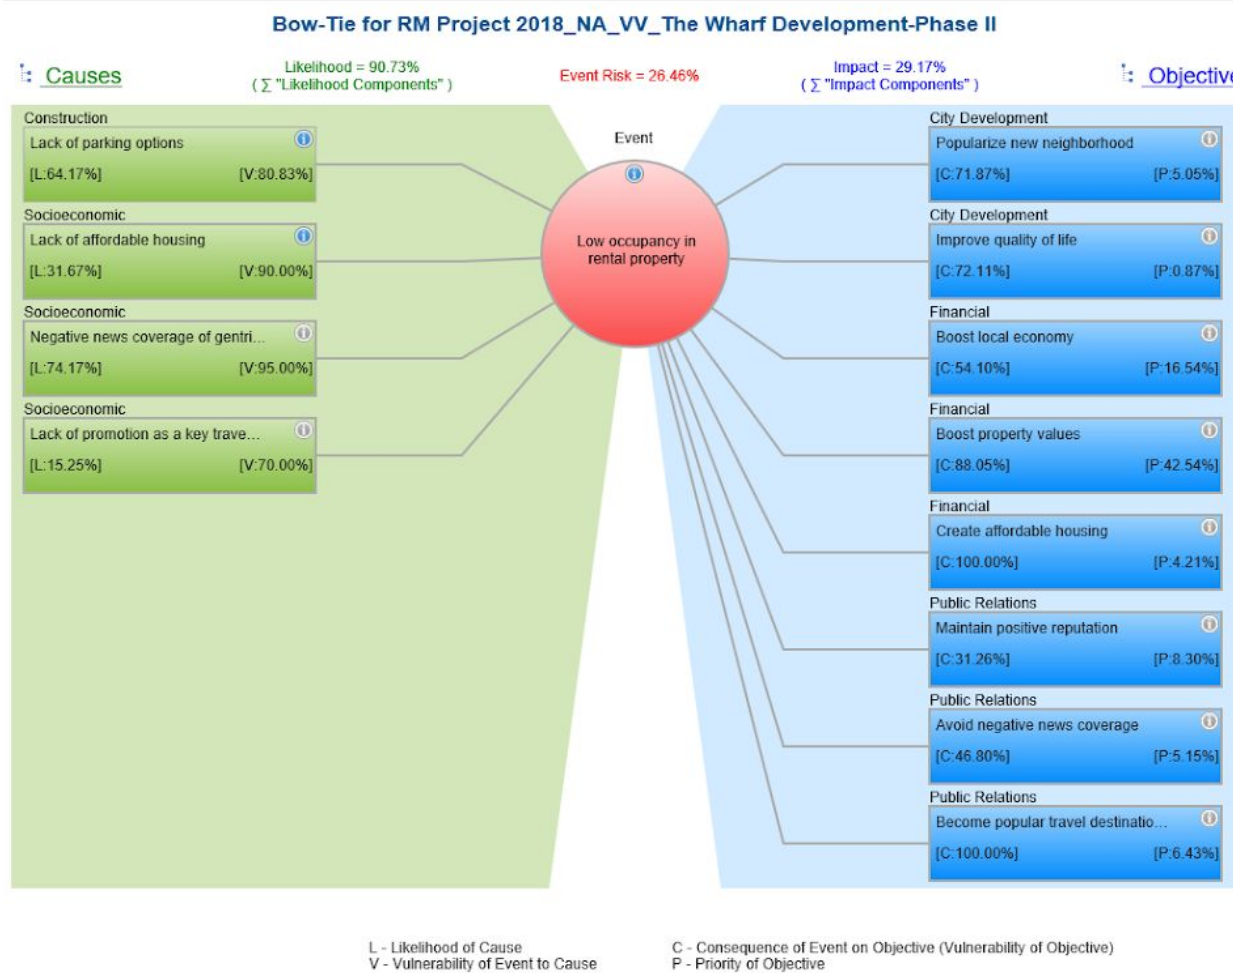 Bow-Tie for RM Project 2018_NA_VV_The Wharf Development-Phase II
Causes
Likelihood = 90.73%
( ∑ "Likelihood Components" )
Event Risk = 26.46%
Impact = 29.17%
( ∑ "Impact Components" )
Objective
Construction
Lack of parking options
[L:64.17%] [V:80.83%]
Socioeconomic
Lack of affordable housing
[L:31.67%] [V:90.00%]
Socioeconomic
Negative news coverage of gentri...
[L:74.17%] [V:95.00%]
Socioeconomic
Lack of promotion as a key trave...
[L:15.25%] [V:70.00%]
Event
Low occupancy in
rental property
City Development
Popularize new neighborhood
[C:71.87%] [P:5.05%]
City Development
Improve quality of life
[C:72.11%] [P:0.87%]
Financial
Boost local economy
[C:54.10%] [P:16.54%]
Financial
Boost property values
[C:88.05%] [P:42.54%]
Financial
Create affordable housing
[C:100.00%] [P:4.21%]
Public Relations
Maintain positive reputation
[C:31.26%] [P:8.30%]
Public Relations
Avoid negative news coverage
[C:46.80%] [P:5.15%]
Public Relations
Become popular travel destinatio...
[C:100.00%] [P:6.43%]
L - Likelihood of Cause
V - Vulnerability of Event to Cause
C - Consequence of Event on Objective (Vulnerability of Objective)
P - Priority of Objective